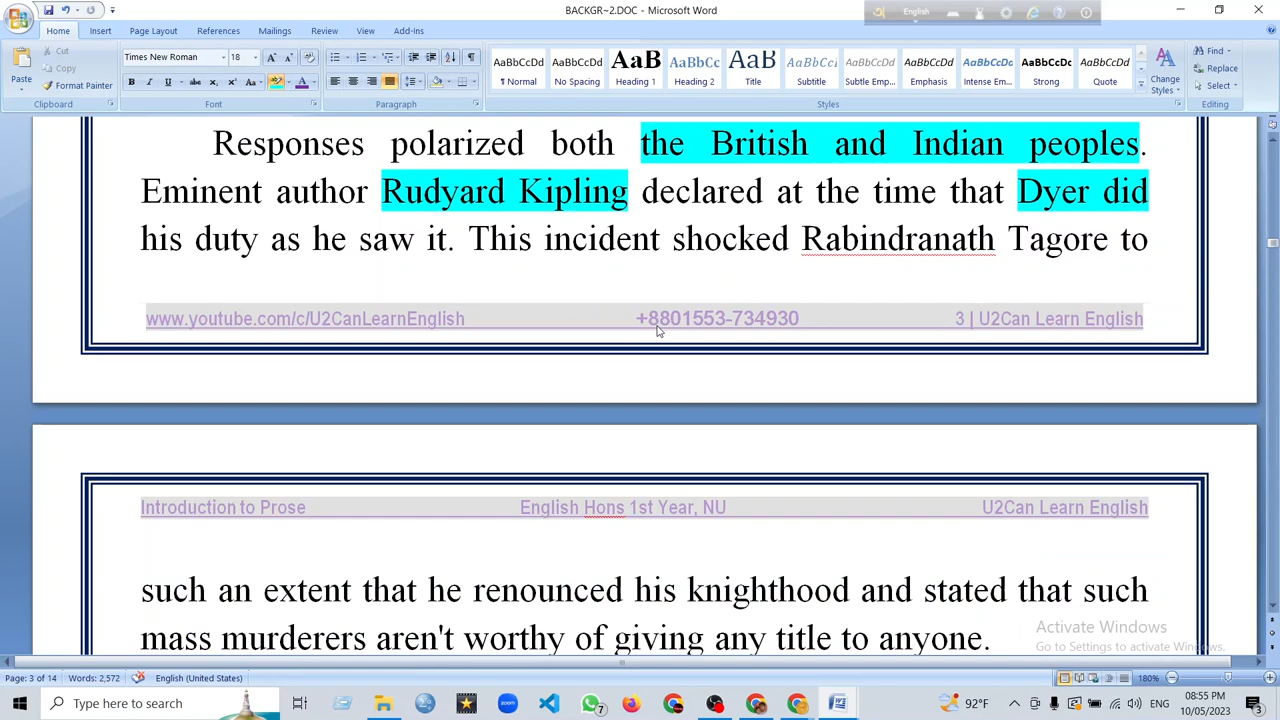 BACKGR~2.DOC - Microsoft Word
English
Home Insert Page Layout References Mailings Review View Add-Ins
Paste
Cut
Copy
Format Painter
Clipboard
Times New Roman 18
Font
Paragraph
AaBbCcDd AaBbCcDd AaB AaBbCc AaB AaBbCcI AaBbCcDd AaBbCcDd AaBbCcDd AaBbCcDd AaBbCcDd
¶ Normal No Spacing Heading 1 Heading 2 Title Subtitle Subtle Emp... Emphasis Intense Em... Strong Quote
Change Styles
Styles
Find
Replace
Select
Editing
Responses polarized both the British and Indian peoples.
Eminent author Rudyard Kipling declared at the time that Dyer did
his duty as he saw it. This incident shocked Rabindranath Tagore to
www.youtube.com/c/U2CanLearnEnglish +8801553-734930 3 | U2Can Learn English
Introduction to Prose English Hons 1st Year, NU U2Can Learn English
such an extent that he renounced his knighthood and stated that such
mass murderers aren't worthy of giving any title to anyone.
Activate Windows
Go to Settings to activate Windows.
Page: 3 of 14 Words: 2,572 English (United States) 180%
Type here to search
7
92°F
ENG
08:55 PM
10/05/2023
3